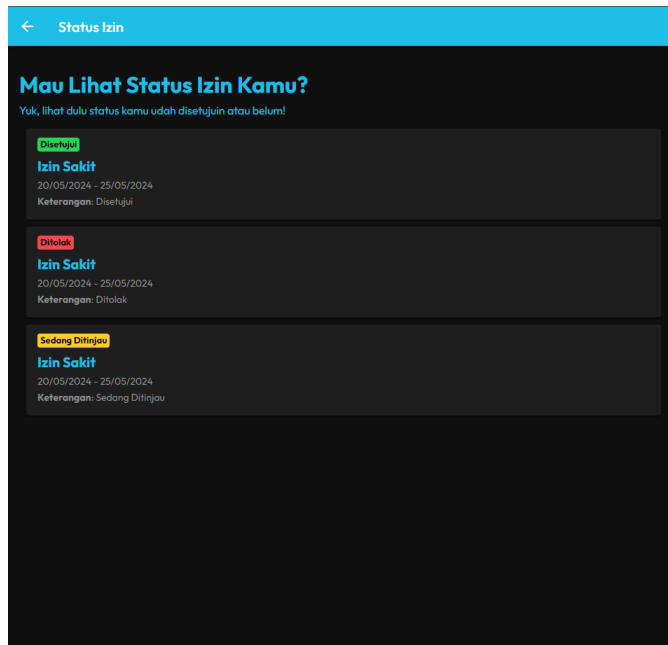 Status Izin
Mau Lihat Status Izin Kamu?
Yuk, lihat dulu status kamu udah disetujuin atau belum!
Disetujui
Izin Sakit
20/05/2024 - 25/05/2024
Keterangan: Disetujui
Ditolak
Izin Sakit
20/05/2024 - 25/05/2024
Keterangan: Ditolak
Sedang Ditinjau
Izin Sakit
20/05/2024 - 25/05/2024
Keterangan: Sedang Ditinjau